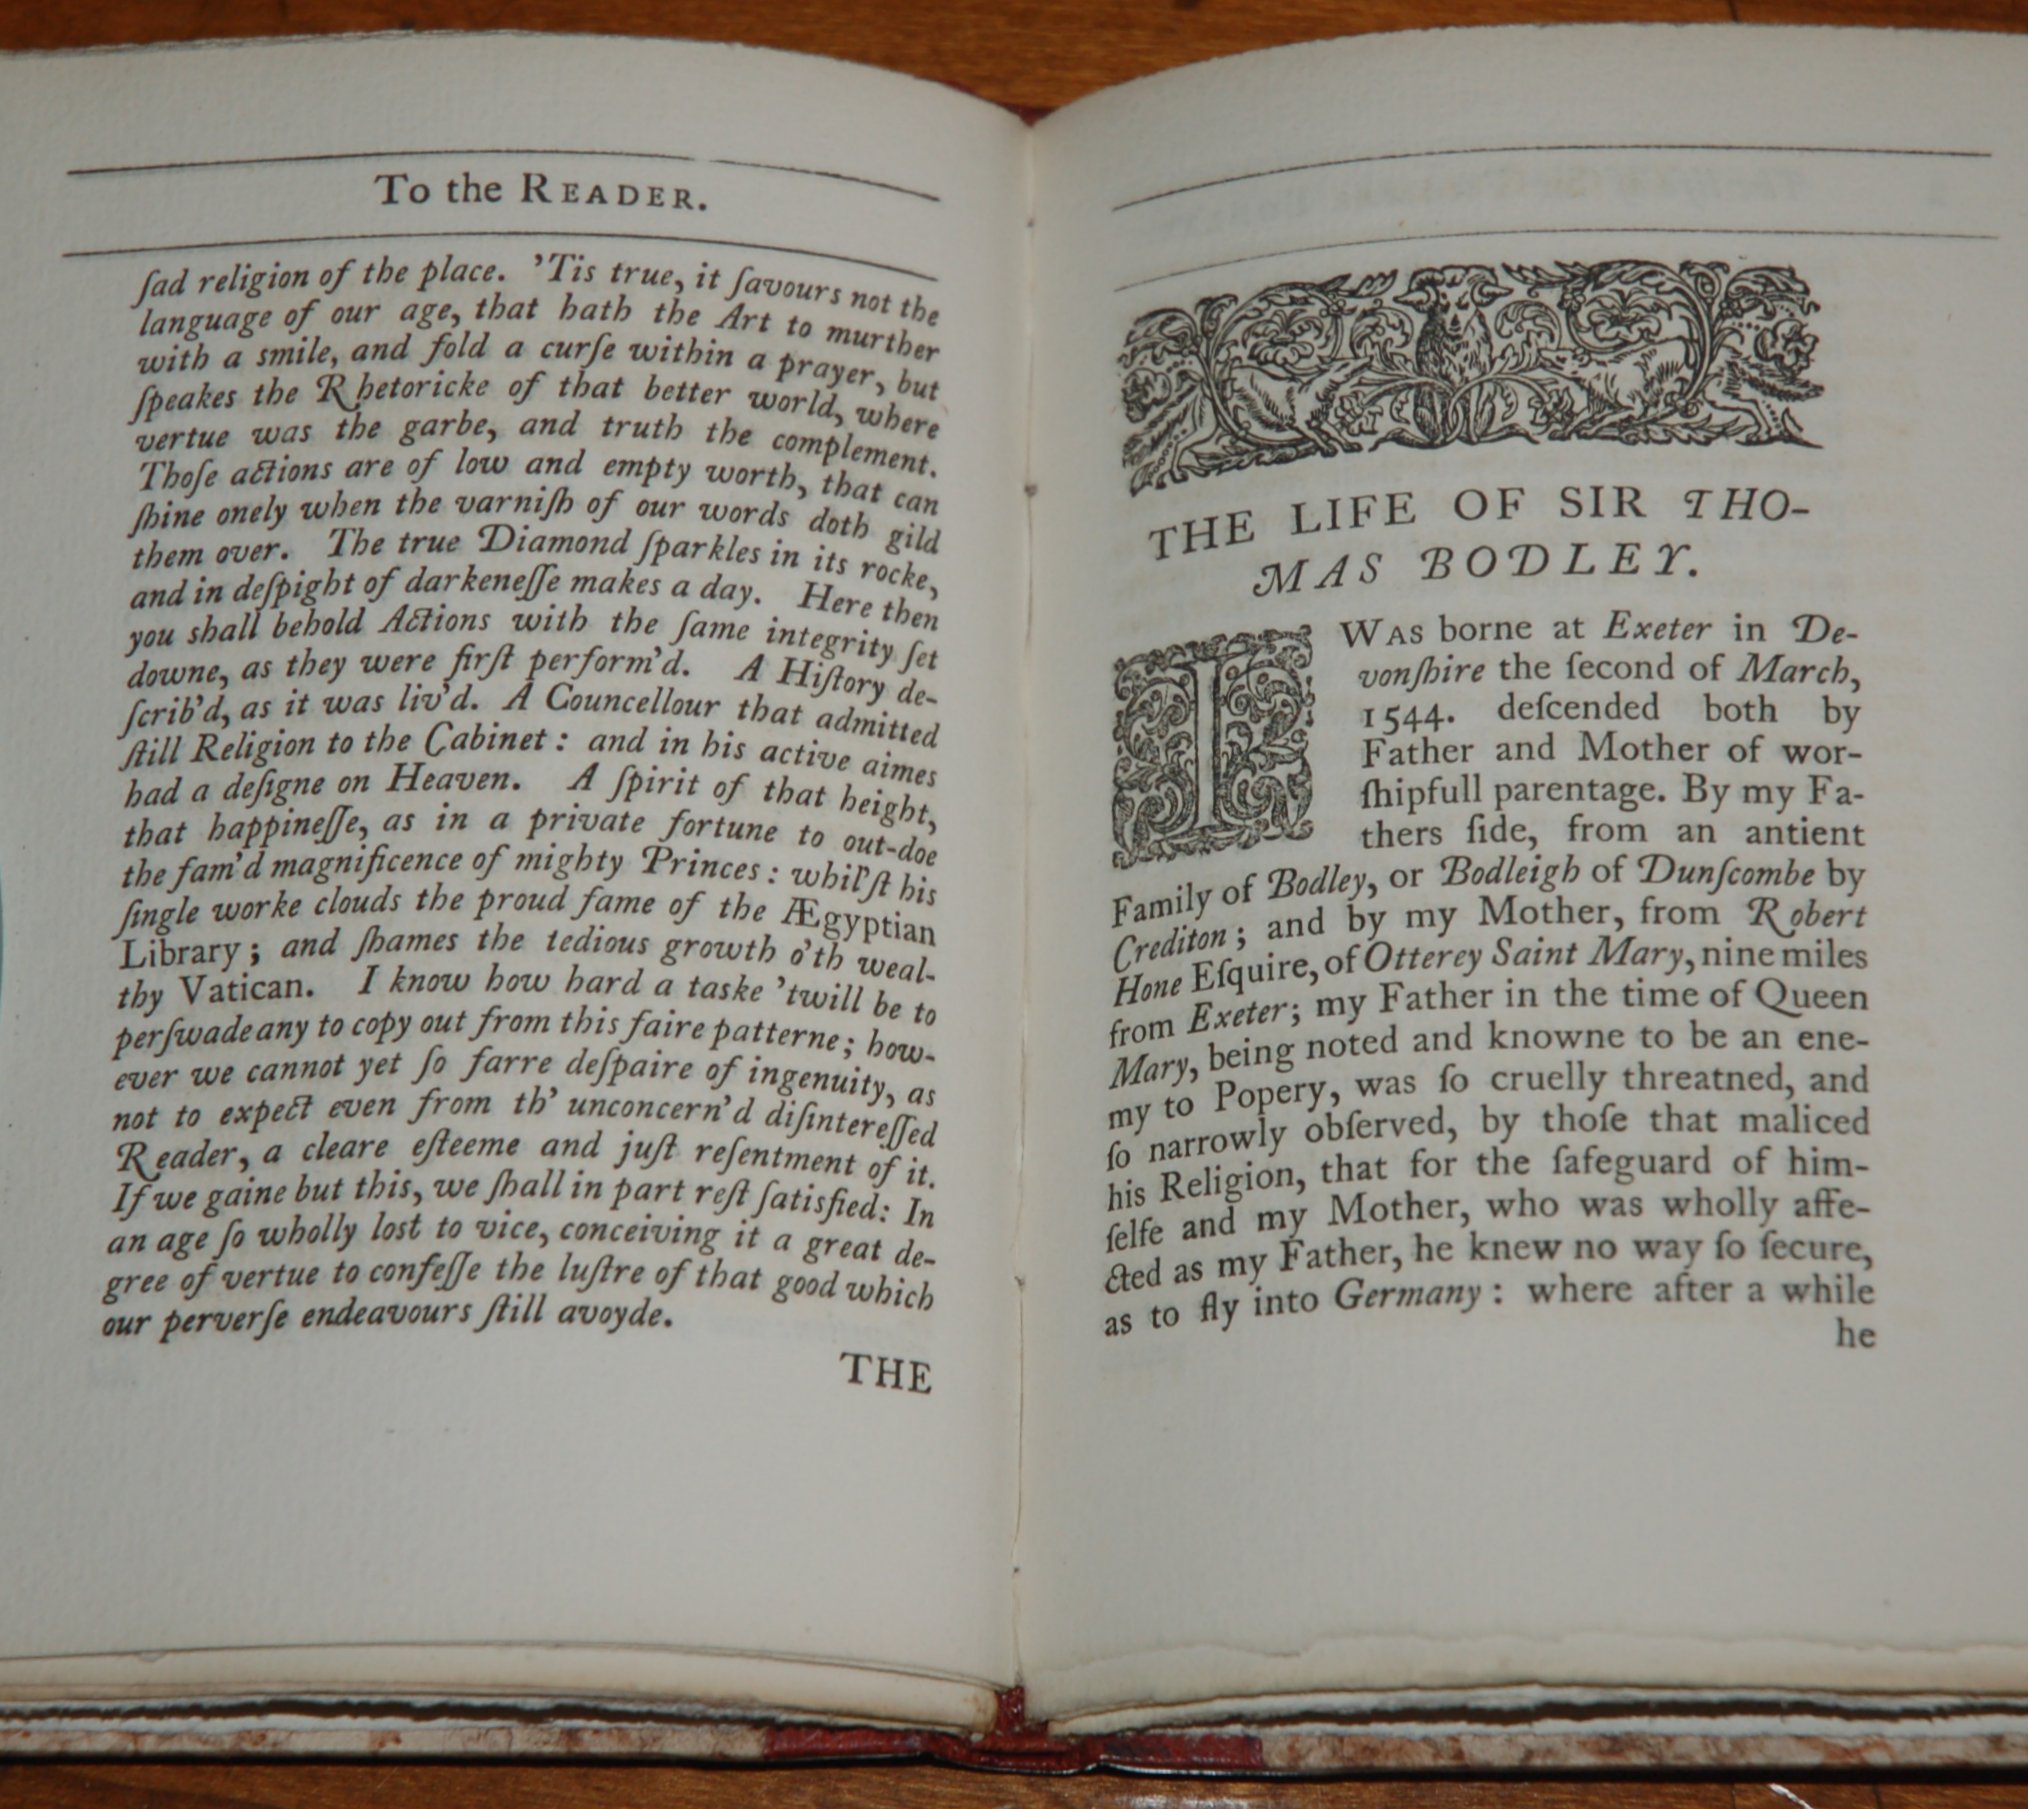 To the READER.
ſad religion of the place. 'Tis true, it ſavours not the
language of our age, that hath the Art to murther
with a smile, and fold a curſe within a prayer, but
ſpeakes the Rhetoricke of that better world, where
vertue was the garbe, and truth the complement.
Thoſe actions are of low and empty worth, that can
ſhine onely when the varniſh of our words doth gild
them over. The true Diamond ſparkles in its rocke,
and in deſpight of darkeneſſe makes a day. Here then
you shall behold Actions with the ſame integrity ſet
downe, as they were firſt perform'd. A Hiſtory de-
ſcrib'd, as it was liv'd. A Councellour that admitted
ſtill Religion to the Cabinet: and in his active aimes
had a deſigne on Heaven. A ſpirit of that height,
that happineſſe, as in a private fortune to out-doe
the fam'd magnificence of mighty Princes: whil'ſt his
ſingle worke clouds the proud fame of the Ægyptian
Library; and ſhames the tedious growth o'th weal-
thy Vatican. I know how hard a taske 'twill be to
perſwade any to copy out from this faire patterne; how-
ever we cannot yet ſo farre deſpaire of ingenuity, as
not to expect even from th' unconcern'd diſintereſſed
Reader, a cleare eſteeme and juſt reſentment of it.
If we gaine but this, we ſhall in part reſt ſatisfied: In
an age ſo wholly lost to vice, conceiving it a great de-
gree of vertue to confeſſe the luſtre of that good which
our perverſe endeavours ſtill avoyde.
THE
THE LIFE OF SIR THO-
MAS BODLEY.
I WAS borne at Exeter in De-
vonſhire the ſecond of March,
1544. deſcended both by
Father and Mother of wor-
ſhipfull parentage. By my Fa-
thers ſide, from an antient
Family of Bodley, or Bodleigh of Dunſcombe by
Crediton; and by my Mother, from Robert
Hone Eſquire, of Otterey Saint Mary, nine miles
from Exeter; my Father in the time of Queen
Mary, being noted and knowne to be an ene-
my to Popery, was ſo cruelly threatned, and
ſo narrowly obſerved, by thoſe that maliced
his Religion, that for the ſafeguard of him-
ſelfe and my Mother, who was wholly affe-
cted as my Father, he knew no way ſo ſecure,
as to fly into Germany: where after a while
he